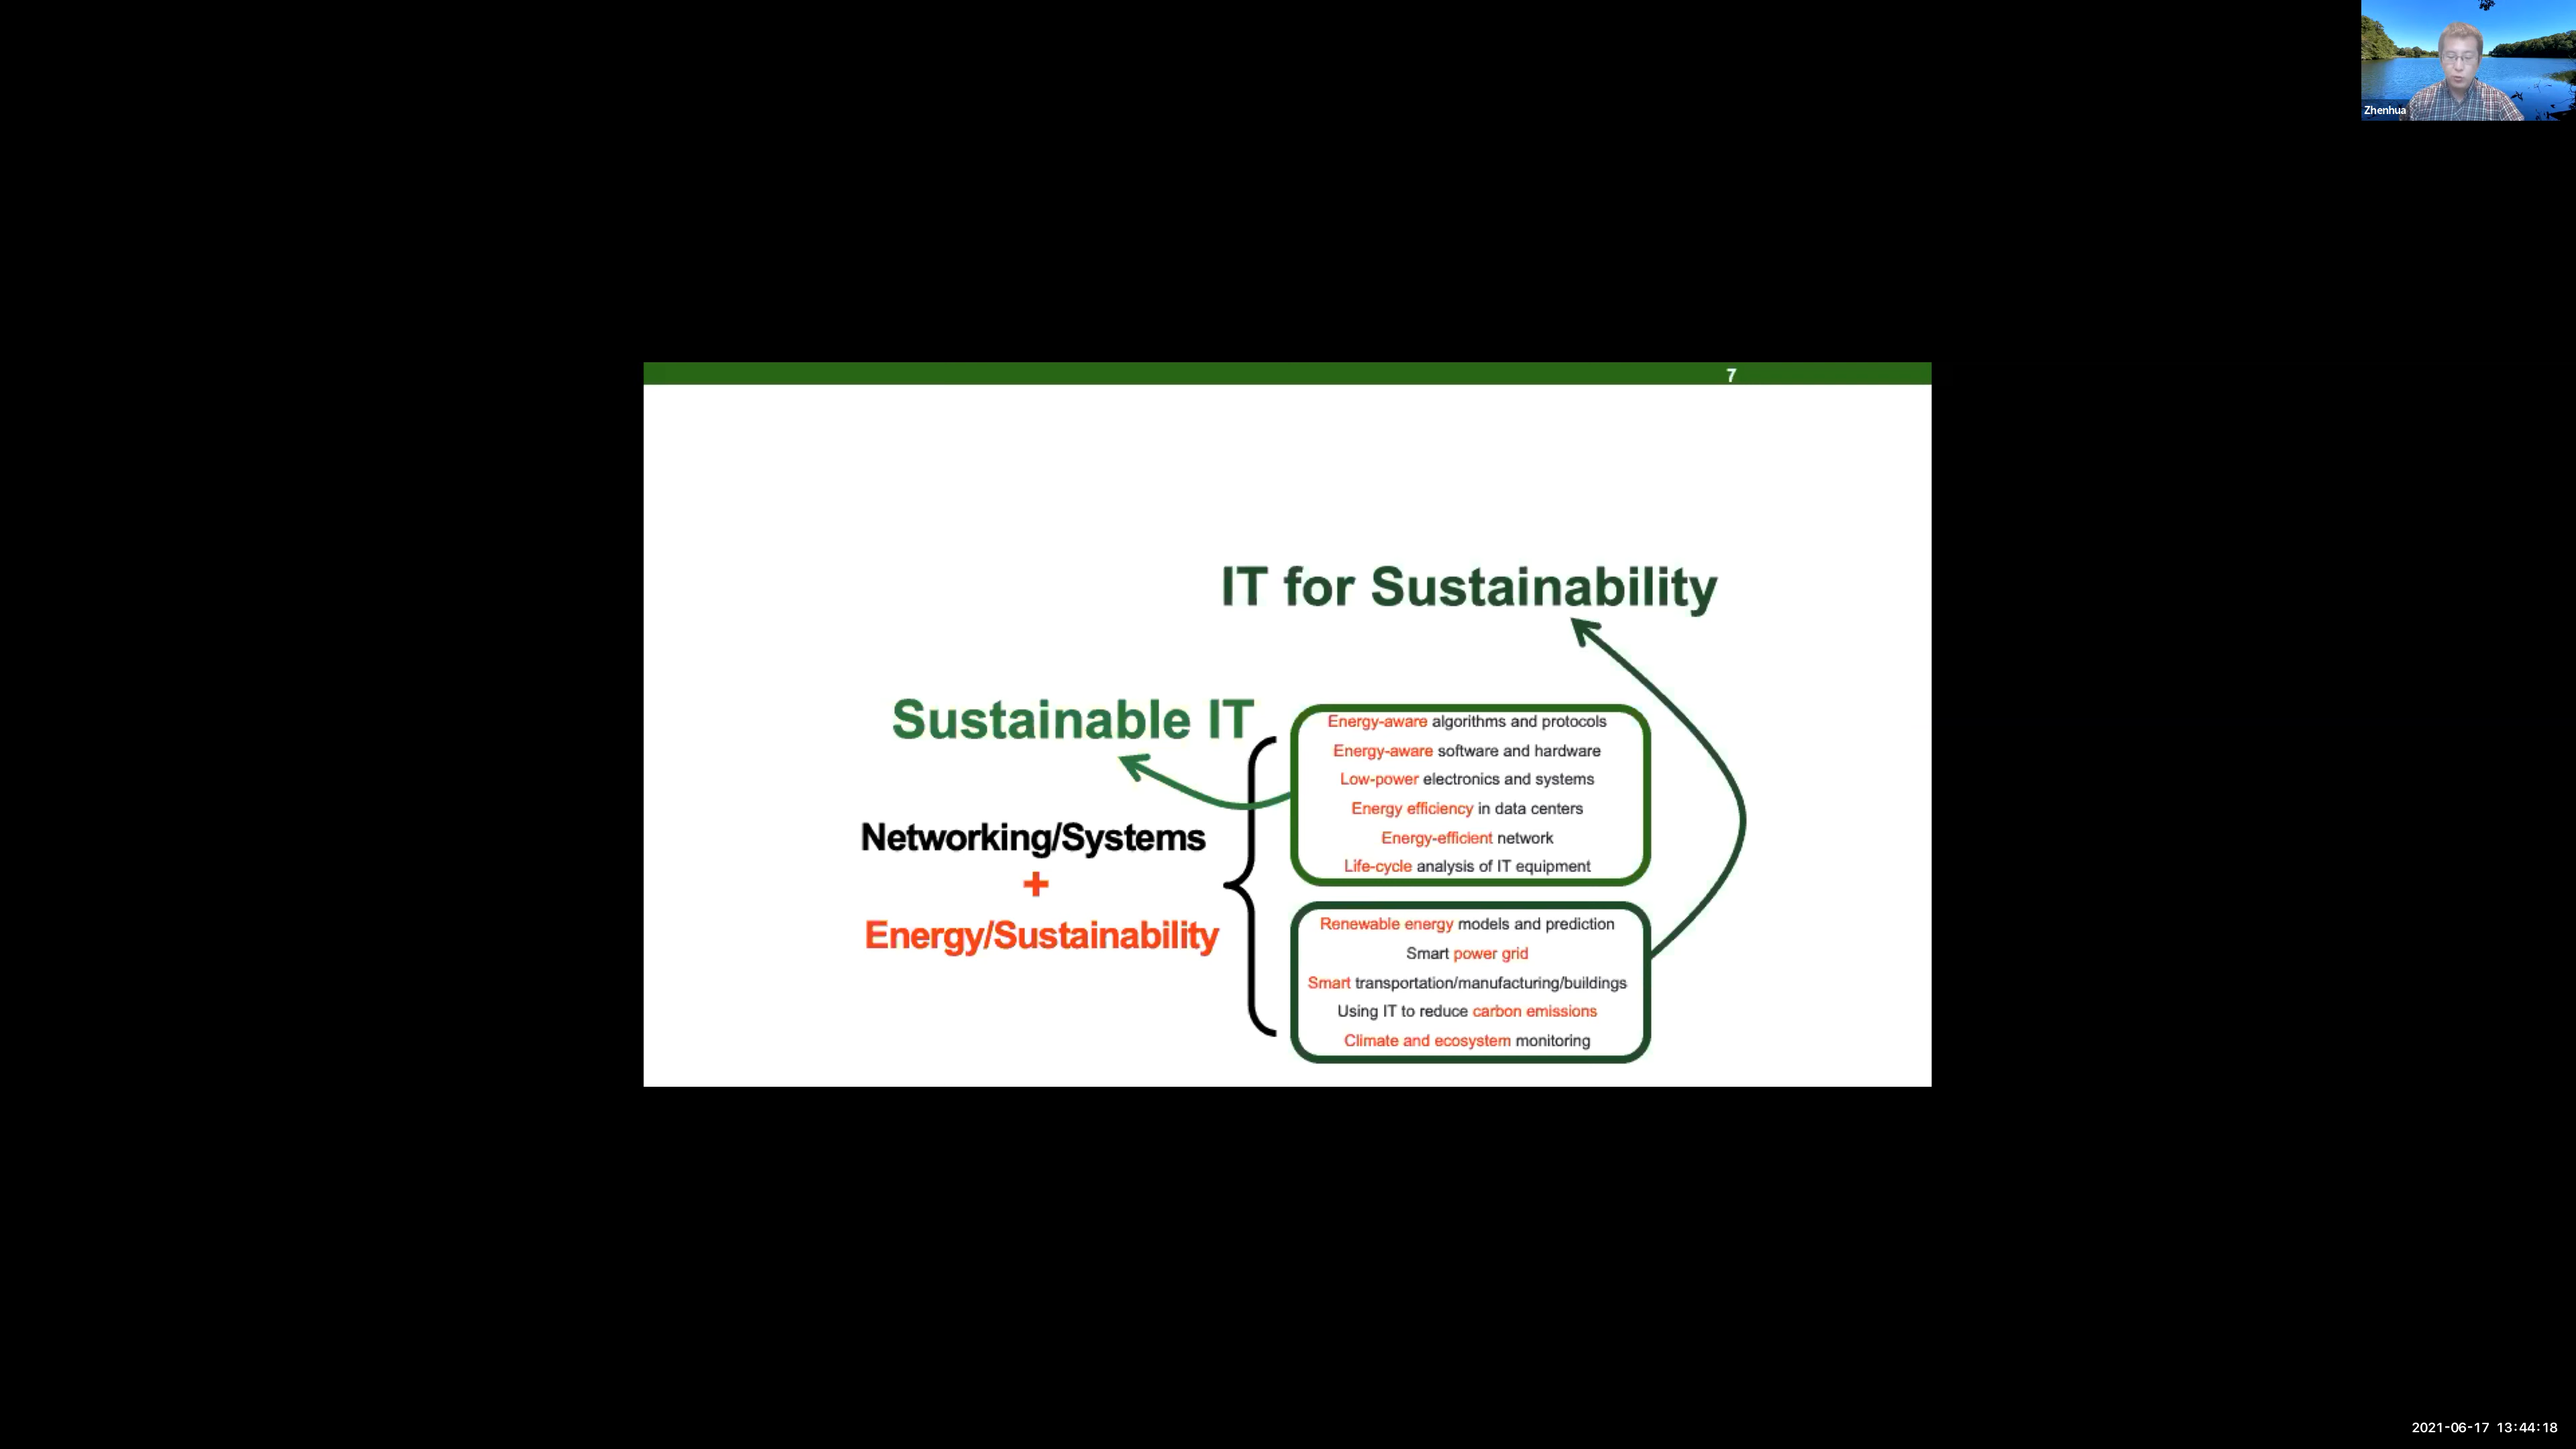 Zhenhua
7
IT for Sustainability
Sustainable IT
Networking/Systems
+
Energy/Sustainability
Energy-aware algorithms and protocols
Energy-aware software and hardware
Low-power electronics and systems
Energy efficiency in data centers
Energy-efficient network
Life-cycle analysis of IT equipment
Renewable energy models and prediction
Smart power grid
Smart transportation/manufacturing/buildings
Using IT to reduce carbon emissions
Climate and ecosystem monitoring
2021-06-17 13:44:18